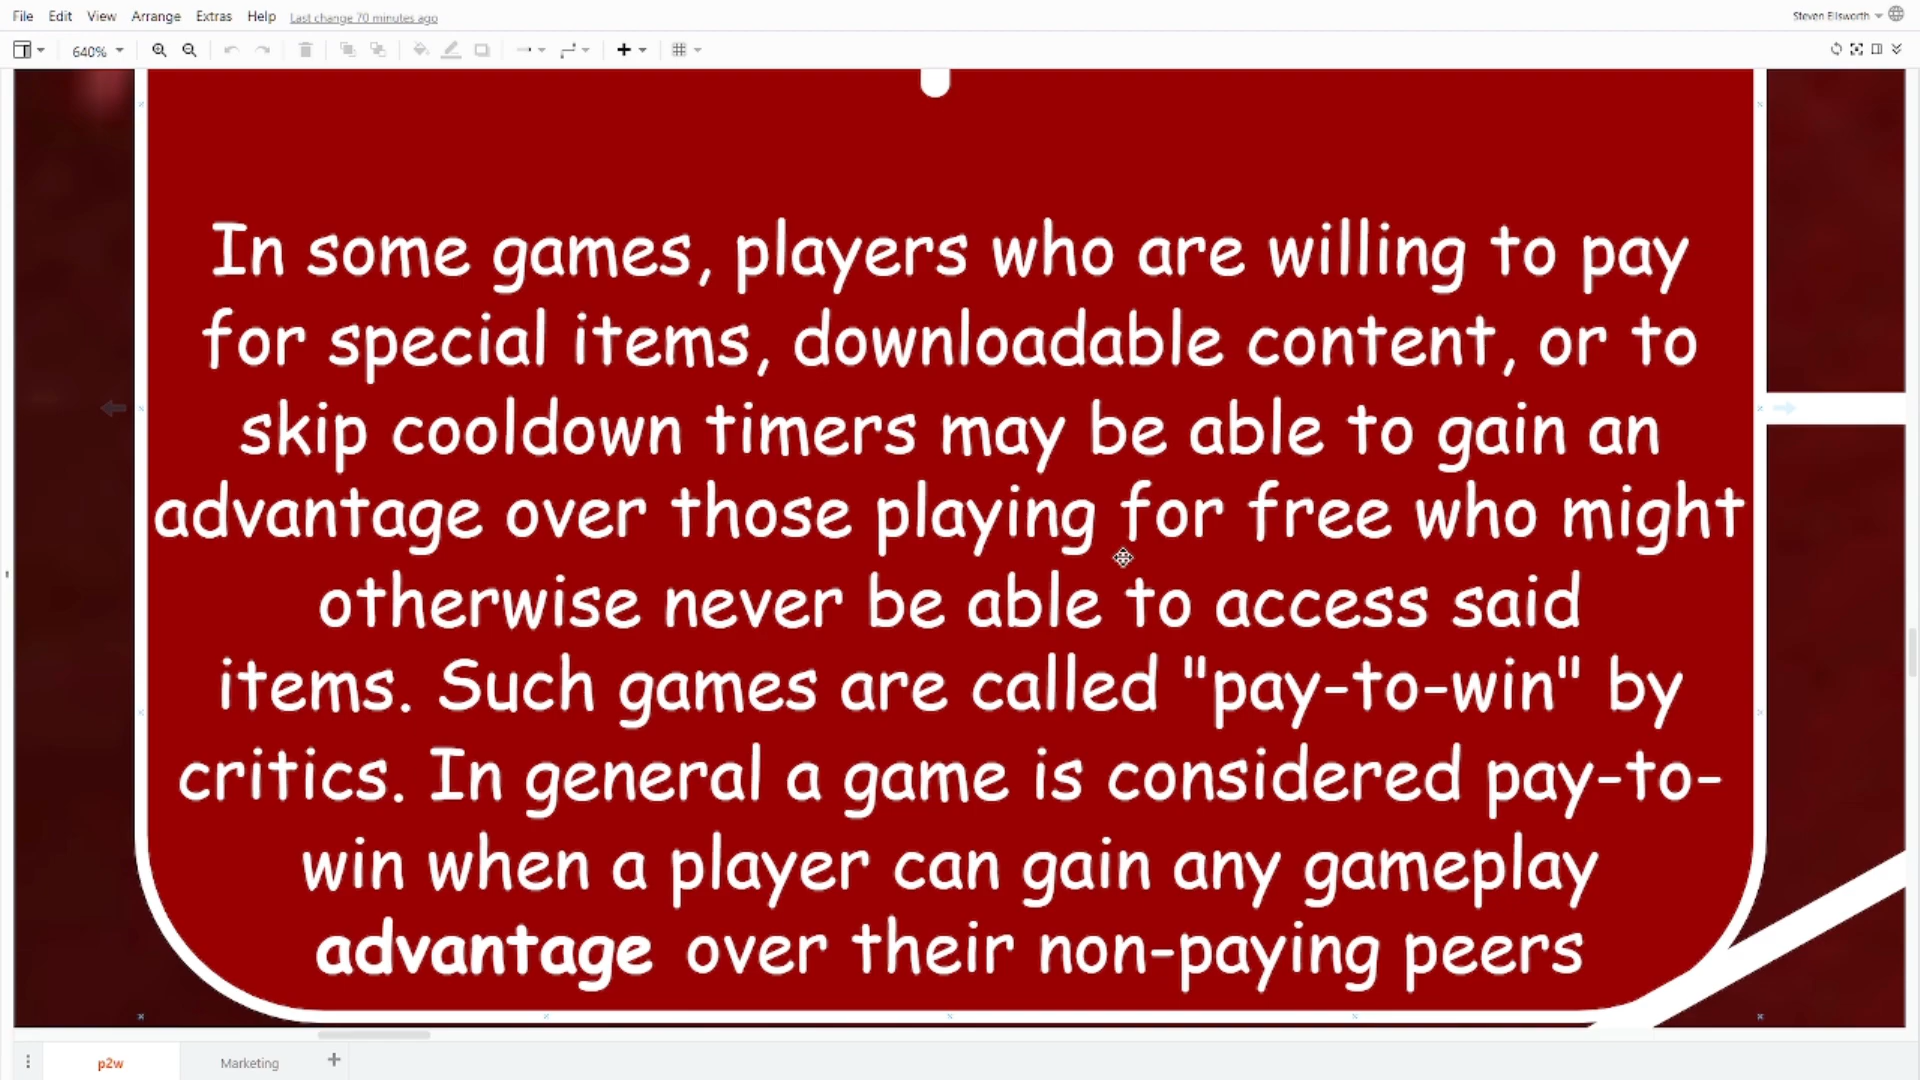 File Edit View Arrange Extras Help Last change 70 minutes ago
Steven Ellsworth
640%
In some games, players who are willing to pay
for special items, downloadable content, or to
skip cooldown timers may be able to gain an
advantage over those playing for free who might
otherwise never be able to access said
items. Such games are called "pay-to-win" by
critics. In general a game is considered pay-to-
win when a player can gain any gameplay
advantage over their non-paying peers
p2w Marketing